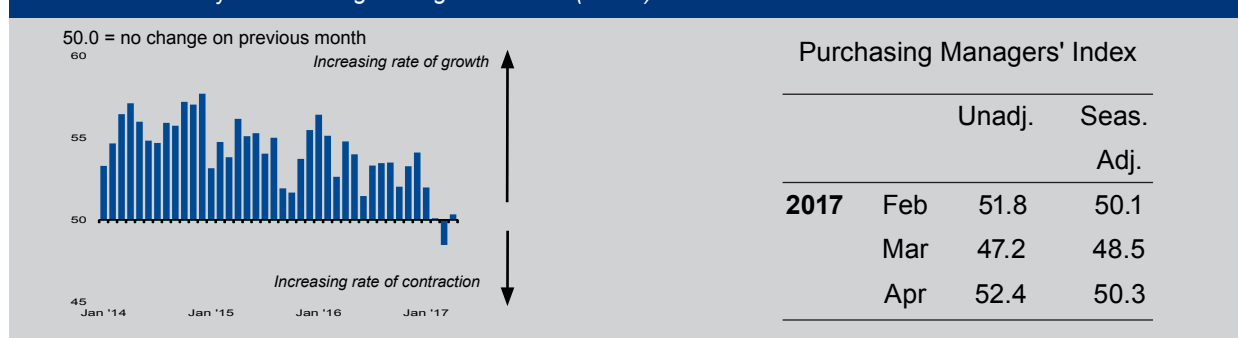 50.0 = no change on previous month
60
Increasing rate of growth
55
50
Increasing rate of contraction
45
Jan '14 Jan '15 Jan '16 Jan '17
Purchasing Managers' Index
Unadj. Seas.
Adj.
2017 Feb 51.8 50.1
Mar 47.2 48.5
Apr 52.4 50.3